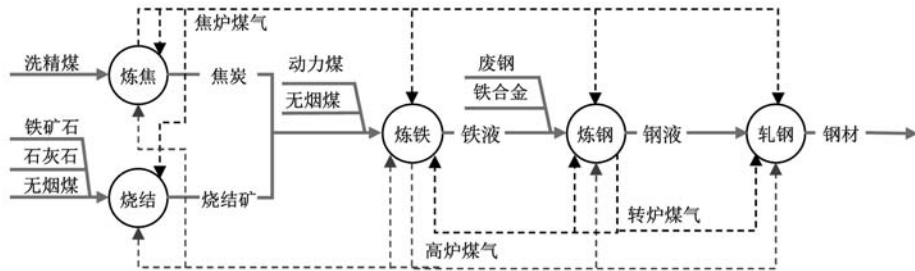 焦炉煤气
洗精煤
炼焦
焦炭
动力煤
无烟煤
废钢
铁合金
铁矿石
石灰石
无烟煤
烧结
烧结矿
炼铁
铁液
炼钢
钢液
轧钢
钢材
转炉煤气
高炉煤气